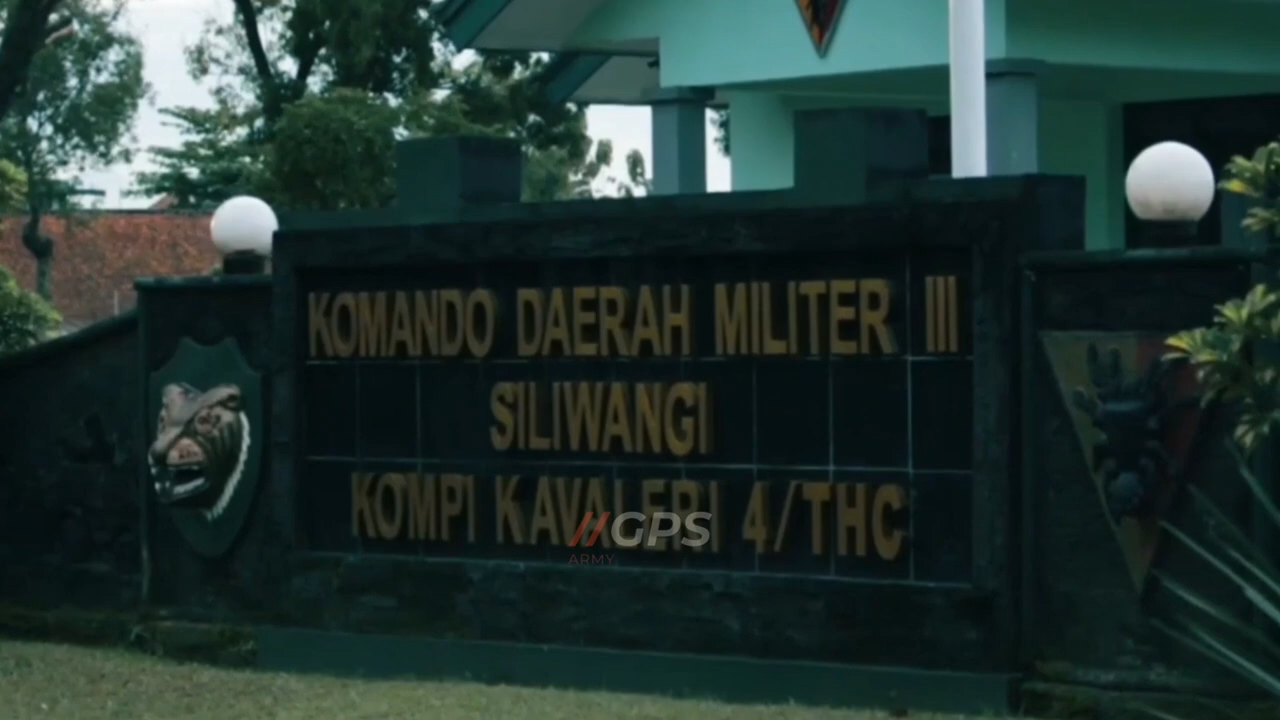 KOMANDO DAERAH MILITER III
SILIWANGI
KOMPI KAVALERI 4/THC
//GPS
ARMY